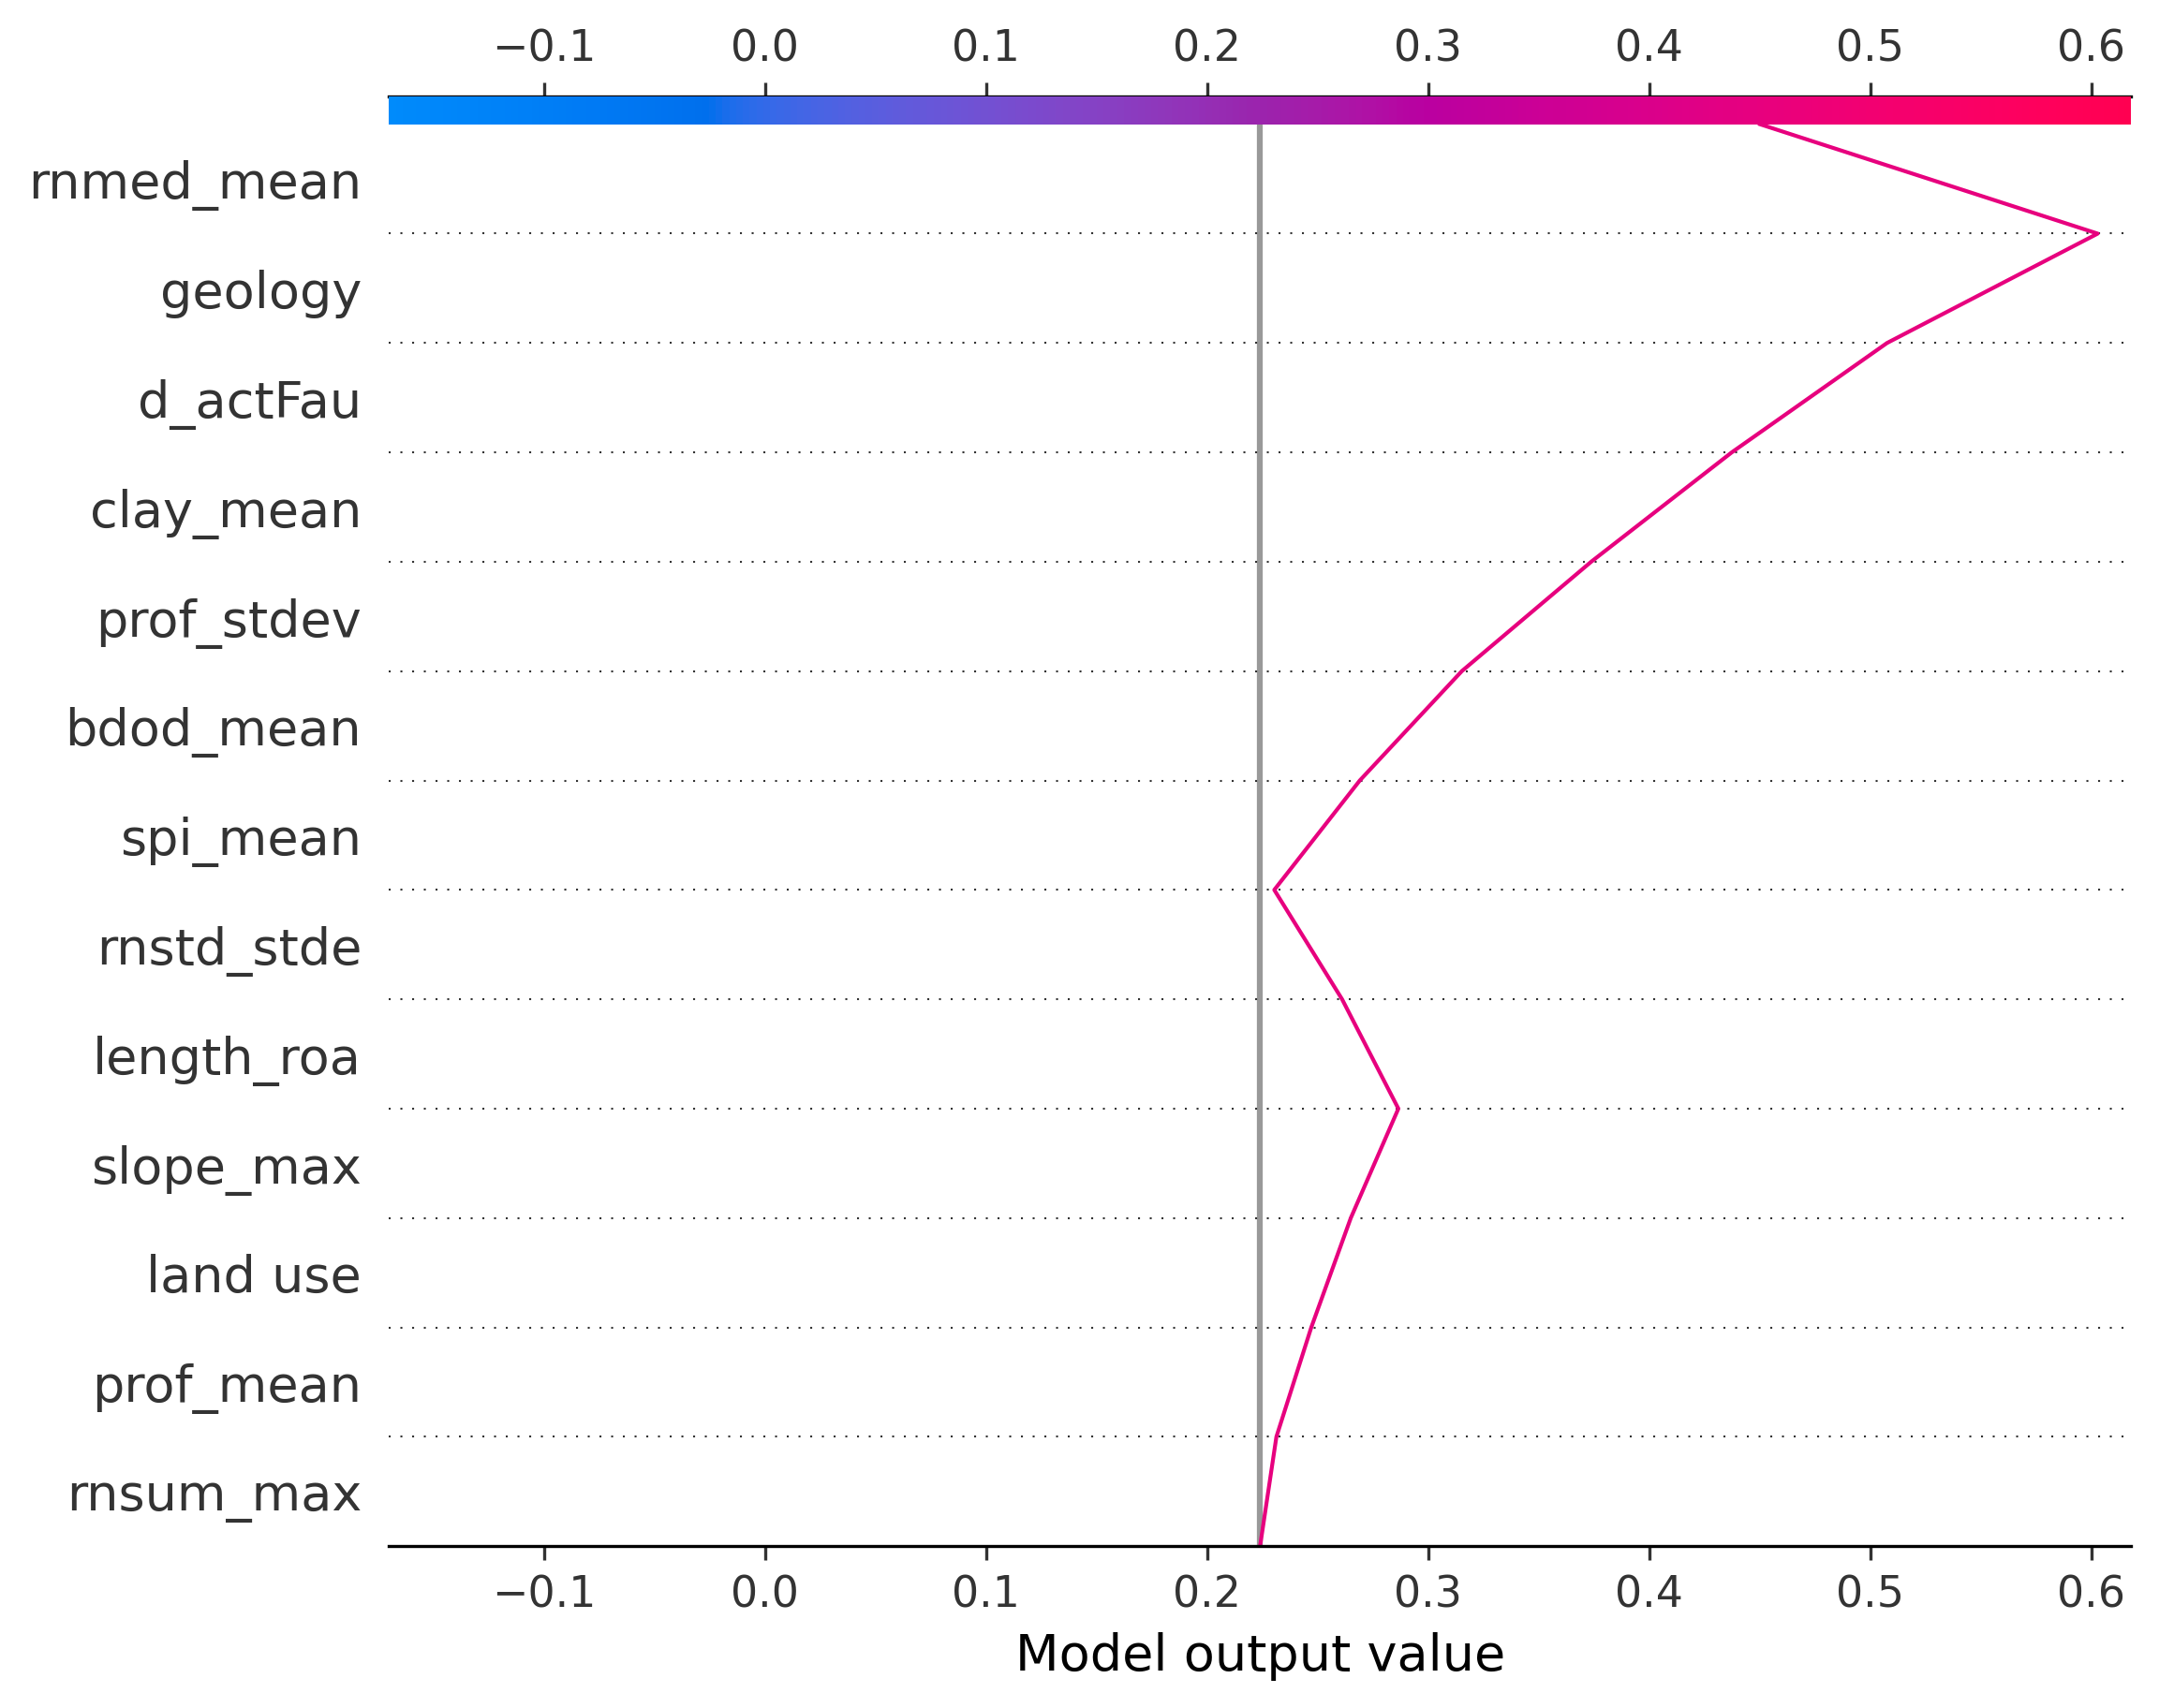 −0.1 0.0 0.1 0.2 0.3 0.4 0.5 0.6
rnmed_mean
geology
d_actFau
clay_mean
prof_stdev
bdod_mean
spi_mean
rnstd_stde
length_roa
slope_max
land use
prof_mean
rnsum_max
−0.1 0.0 0.1 0.2 0.3 0.4 0.5 0.6
Model output value